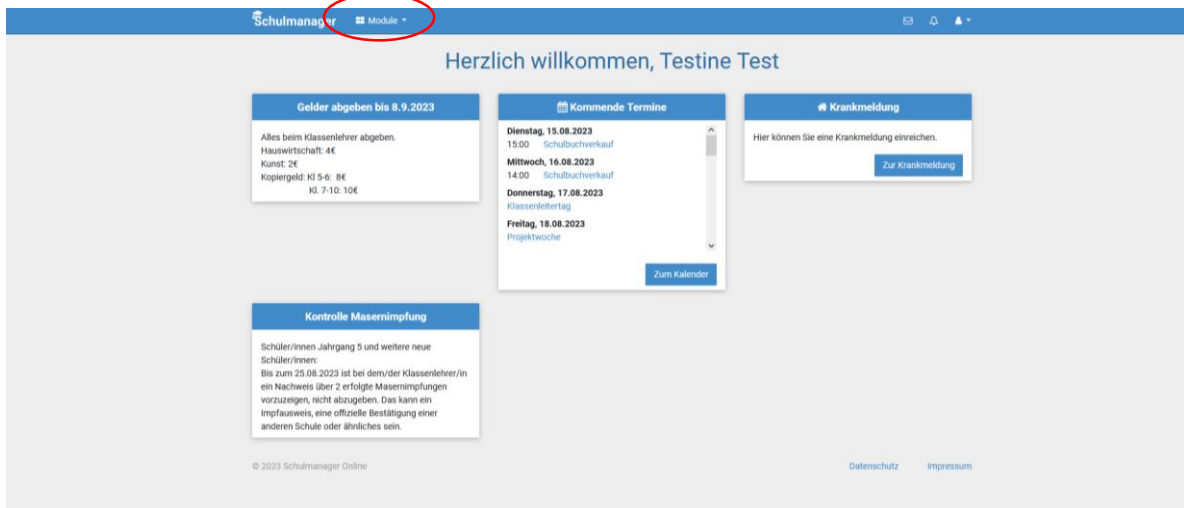 Schulmanager Module
Herzlich willkommen, Testine Test
Gelder abgeben bis 8.9.2023
Alles beim Klassenlehrer abgeben.
Hauswirtschaft: 4€
Kunst: 2€
Kopiergeld: Kl 5-6: 8€
Kl. 7-10: 10€
Kommende Termine
Dienstag, 15.08.2023
15:00 Schulbuchverkauf
Mittwoch, 16.08.2023
14:00 Schulbuchverkauf
Donnerstag, 17.08.2023
Klassenleitertag
Freitag, 18.08.2023
Projektwoche
Zum Kalender
Krankmeldung
Hier können Sie eine Krankmeldung einreichen.
Zur Krankmeldung
Kontrolle Masernimpfung
Schüler/innen Jahrgang 5 und weitere neue
Schüler/innen:
Bis zum 25.08.2023 ist bei dem/der Klassenlehrer/in
ein Nachweis über 2 erfolgte Masernimpfungen
vorzuzeigen, nicht abzugeben. Das kann ein
Impfausweis, eine offizielle Bestätigung einer
anderen Schule oder ähnliches sein.
© 2023 Schulmanager Online
Datenschutz Impressum